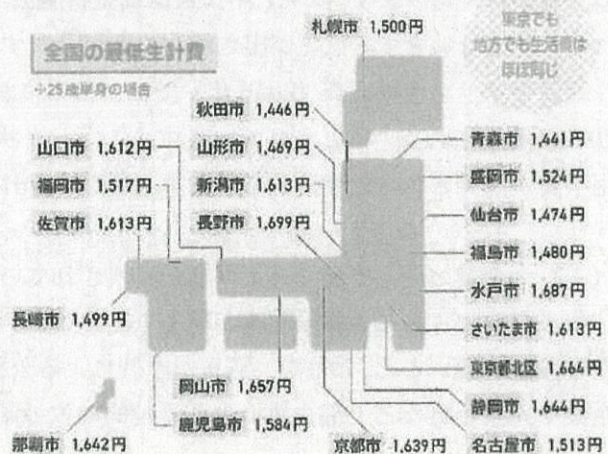 東京でも
地方でも生活費は
ほぼ同じ
全国の最低生計費
※25歳単身の場合
札幌市 1,500円
秋田市 1,446円
山形市 1,469円
新潟市 1,613円
長野市 1,699円
山口市 1,612円
福岡市 1,517円
佐賀市 1,613円
長崎市 1,499円
青森市 1,441円
盛岡市 1,524円
仙台市 1,474円
福島市 1,480円
水戸市 1,687円
さいたま市 1,613円
東京都北区 1,664円
静岡市 1,644円
名古屋市 1,513円
岡山市 1,657円
鹿児島市 1,584円
京都市 1,639円
那覇市 1,642円